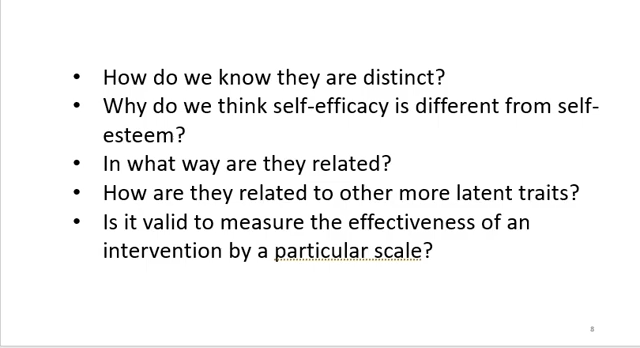 • How do we know they are distinct?
• Why do we think self-efficacy is different from self-
esteem?
• In what way are they related?
• How are they related to other more latent traits?
• Is it valid to measure the effectiveness of an
intervention by a particular scale?
8